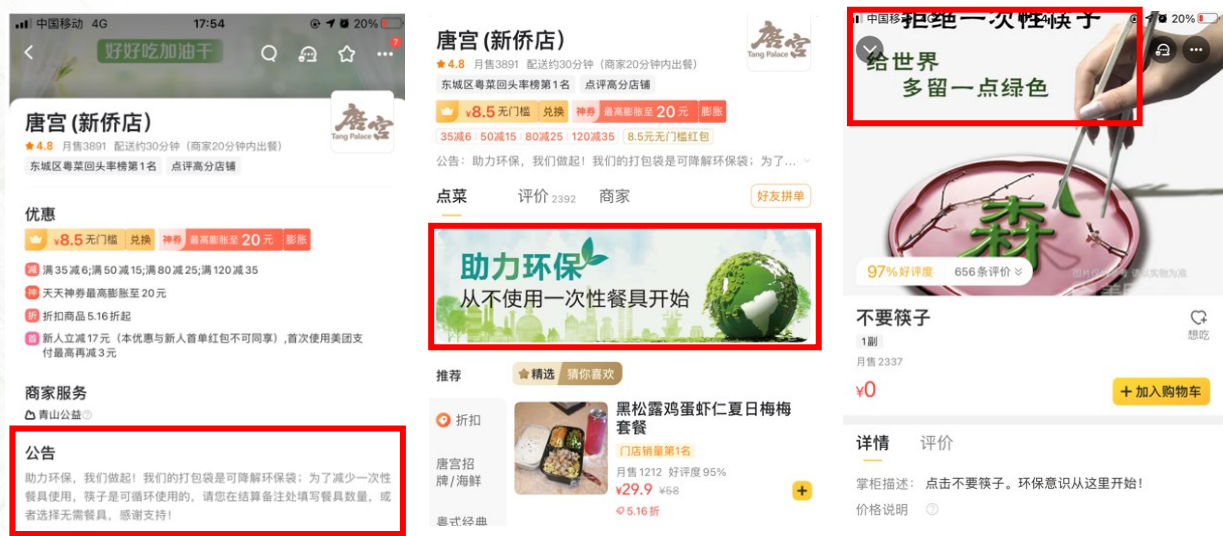 中国移动 4G
17:54
20%
好好吃加油干
7
唐宫(新侨店)
4.8 月售3891 配送约30分钟(商家20分钟内出餐)
东城区粤菜回头率榜第1名 点评高分店铺
唐宫
Tang Palace
优惠
¥8.5无门槛 兑换 神券 最高膨胀至20元 膨胀
减 满35减6;满50减15;满80减25;满120减35
神 天天神券最高膨胀至20元
折 折扣商品5.16折起
首 新人立减17元(本优惠与新人首单红包不可同享),首次使用美团支
付最高再减3元
商家服务
青山公益
公告
助力环保,我们做起!我们的打包袋是可降解环保袋;为了减少一次性
餐具使用,筷子是可循环使用的,请您在结算备注处填写餐具数量,或
者选择无需餐具,感谢支持!
唐宫(新侨店)
4.8 月售3891 配送约30分钟(商家20分钟内出餐)
东城区粤菜回头率榜第1名 点评高分店铺
唐宫
Tang Palace
¥8.5无门槛 兑换 神券 最高膨胀至20元 膨胀
35减6 50减15 80减25 120减35 8.5元无门槛红包
公告:助力环保,我们做起!我们的打包袋是可降解环保袋;为了...
点菜 评价2392 商家 好友拼单
助力环保
从不使用一次性餐具开始
推荐
精选 猜你喜欢
折扣
唐宫招
牌/海鲜
粤式经典
黑松露鸡蛋虾仁夏日梅梅
套餐
门店销量第1名
月售1212 好评度95%
¥29.9 ¥58
5.16折
中国移
20%
拒绝一次性筷子
给世界
多留一点绿色
森
97%好评度 656条评价
不要筷子
想吃
1副
月售2337
¥0
+加入购物车
详情 评价
掌柜描述: 点击不要筷子。环保意识从这里开始!
价格说明